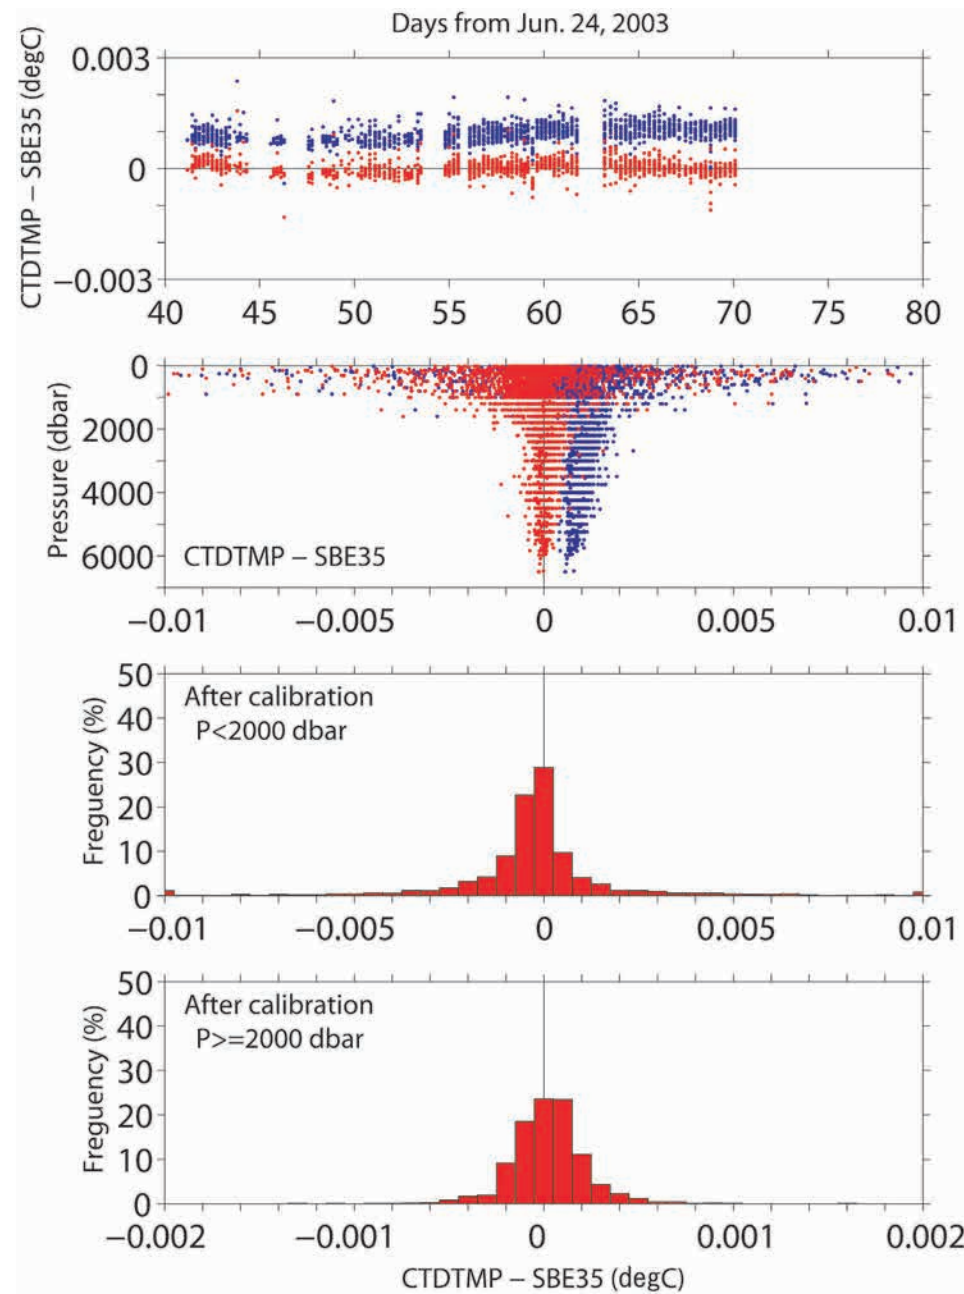 Days from Jun. 24, 2003
CTDTMP – SBE35 (degC)
0.003
0
−0.003
40 45 50 55 60 65 70 75 80
Pressure (dbar)
0
2000
4000
6000
CTDTMP – SBE35
−0.01 −0.005 0 0.005 0.01
Freguency (%)
50
40
30
20
10
0
After calibration
P<2000 dbar
−0.01 −0.005 0 0.005 0.01
Freguency (%)
50
40
30
20
10
0
After calibration
P>=2000 dbar
−0.002 −0.001 0 0.001 0.002
CTDTMP – SBE35 (degC)